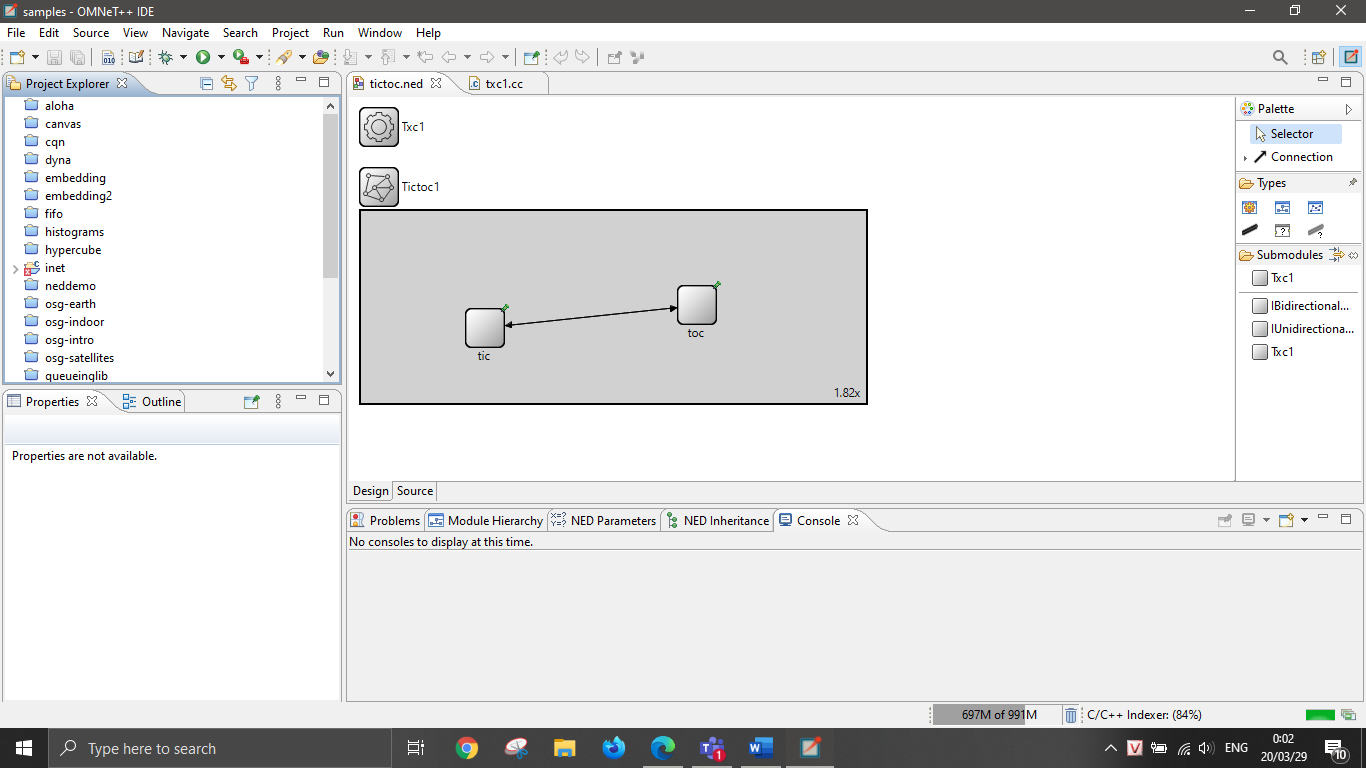 samples - OMNeT++ IDE
File Edit Source View Navigate Search Project Run Window Help
Project Explorer
aloha
canvas
cqn
dyna
embedding
embedding2
fifo
histograms
hypercube
inet
neddemo
osg-earth
osg-indoor
osg-intro
osg-satellites
queueinglib
Properties Outline
Properties are not available.
tictoc.ned txc1.cc
Txc1
Tictoc1
tic
toc
1.82x
Design Source
Palette
Selector
Connection
Types
Submodules
Txc1
IBidirectional...
IUnidirectiona...
Txc1
Problems Module Hierarchy NED Parameters NED Inheritance Console
No consoles to display at this time.
697M of 991M C/C++ Indexer: (84%)
Type here to search
1
V
ENG
0:02
20/03/29
10